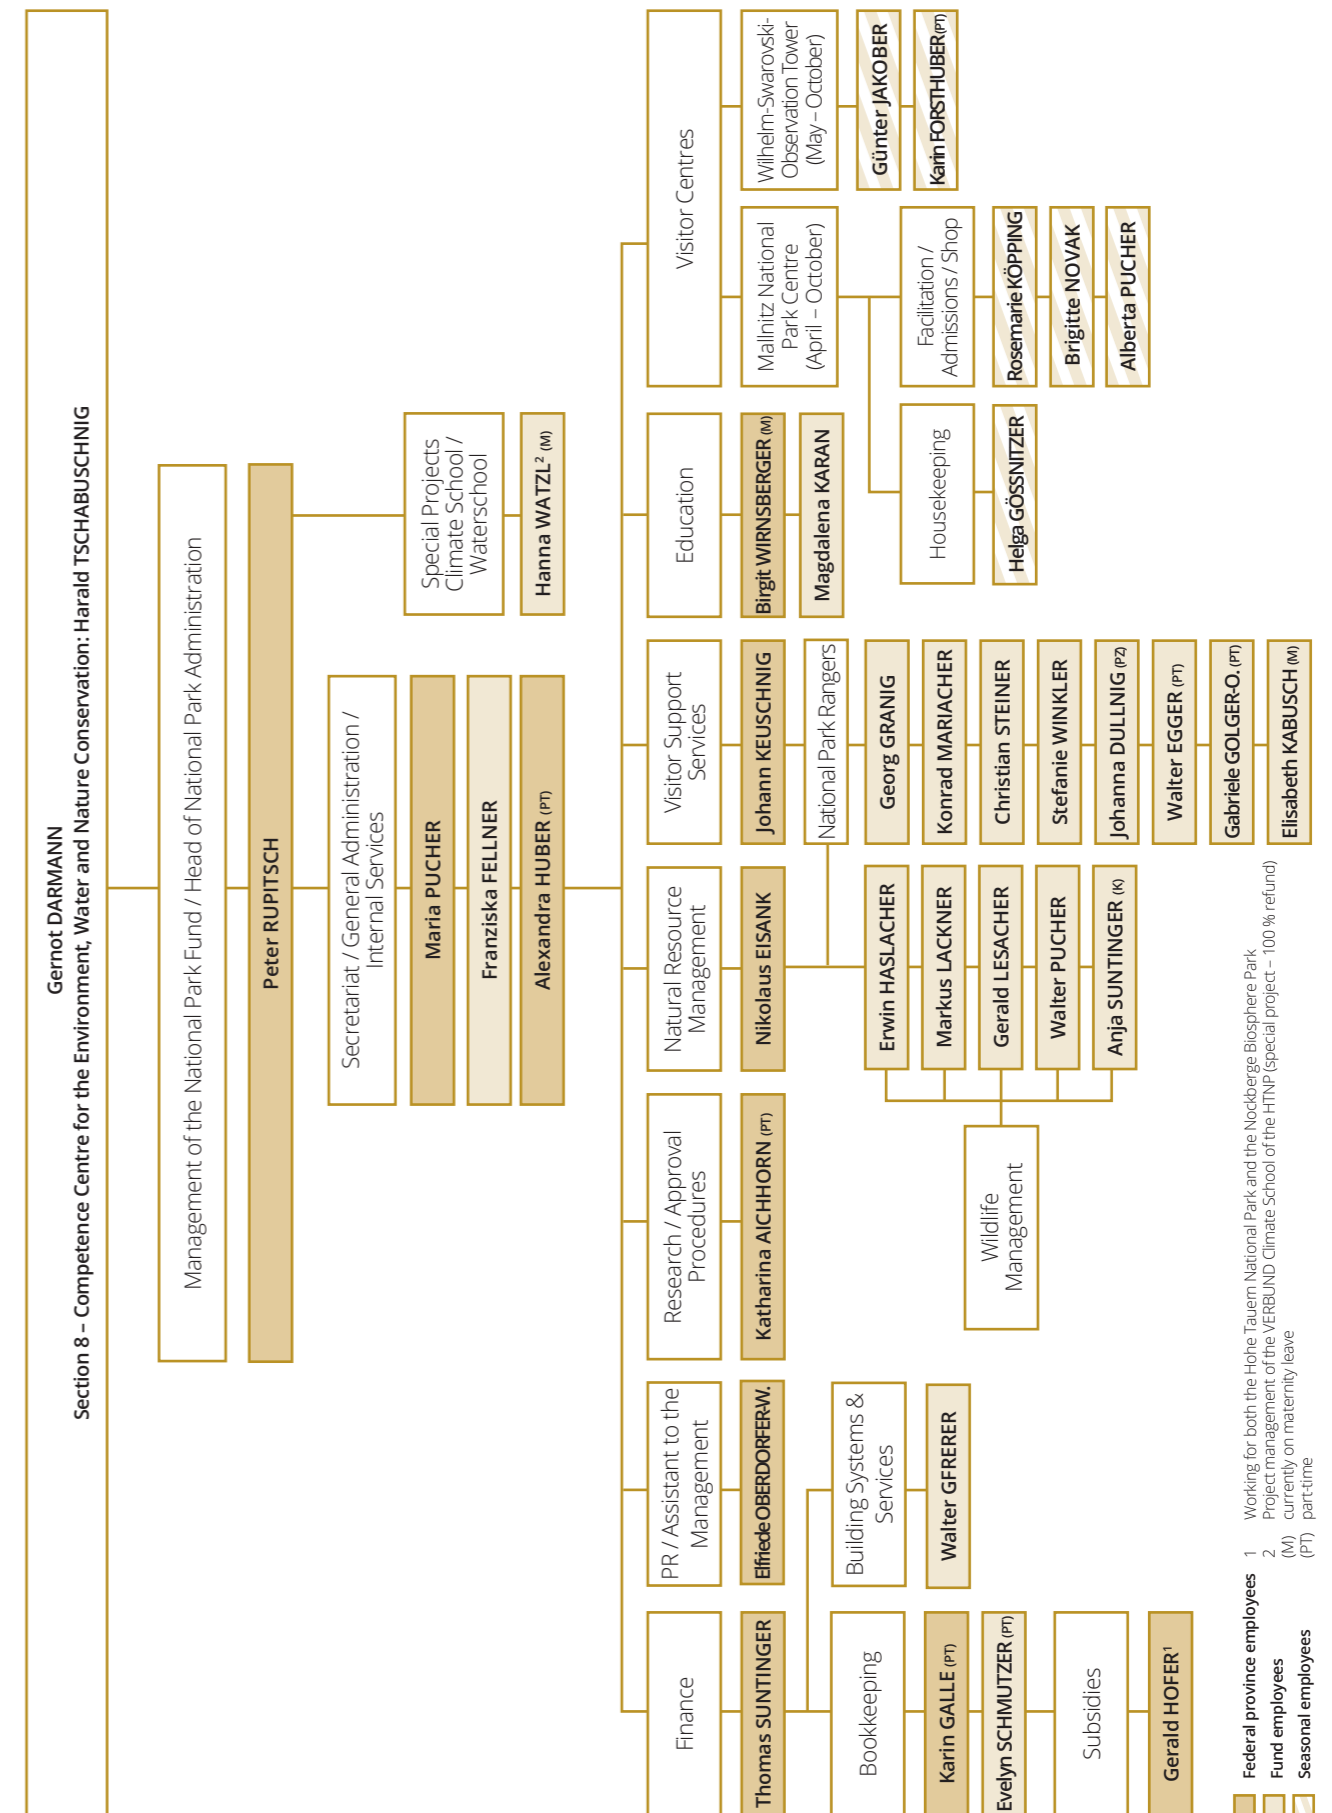 Gernot DARMANN
Section 8 – Competence Centre for the Environment, Water and Nature Conservation: Harald TSCHABUSCHNIG
Management of the National Park Fund / Head of National Park Administration
Peter RUPITSCH
Secretariat / General Administration /
Internal Services
Maria PUCHER
Franziska FELLNER
Alexandra HUBER (PT)
Special Projects
Climate School /
Waterschool
Hanna WATZL² (M)
Finance
Thomas SUNTINGER
Bookkeeping
Karin GALLE (PT)
Evelyn SCHMUTZER (PT)
Subsidies
Gerald HOFER¹
Building Systems &
Services
Walter GFRERER
PR / Assistant to the
Management
Elfriede OBERDORFER-W.
Research / Approval
Procedures
Katharina AICHHORN (PT)
Natural Resource
Management
Nikolaus EISANK
Erwin HASLACHER
Markus LACKNER
Gerald LESACHER
Walter PUCHER
Anja SUNTINGER (K)
Wildlife
Management
Visitor Support
Services
Johann KEUSCHNIG
National Park Rangers
Georg GRANIG
Konrad MARIACHER
Christian STEINER
Stefanie WINKLER
Johanna DULLNIG (PZ)
Walter EGGER (PT)
Gabriele GOLGER-O. (PT)
Elisabeth KABUSCH (M)
Education
Birgit WIRNSBERGER (M)
Magdalena KARAN
Visitor Centres
Mallnitz National
Park Centre
(April – October)
Housekeeping
Helga GÖSSNITZER
Facilitation /
Admissions / Shop
Rosemarie KÖPPING
Brigitte NOVAK
Alberta PUCHER
Wilhelm-Swarovski-
Observation Tower
(May – October)
Günter JAKOBER
Karin FORSTHUBER (PT)
Federal province employees
Fund employees
Seasonal employees
1 Working for both the Hohe Tauern National Park and the Nockberge Biosphere Park
2 Project management of the VERBUND Climate School of the HTNP (special project – 100 % refund)
(M) currently on maternity leave
(PT) part-time